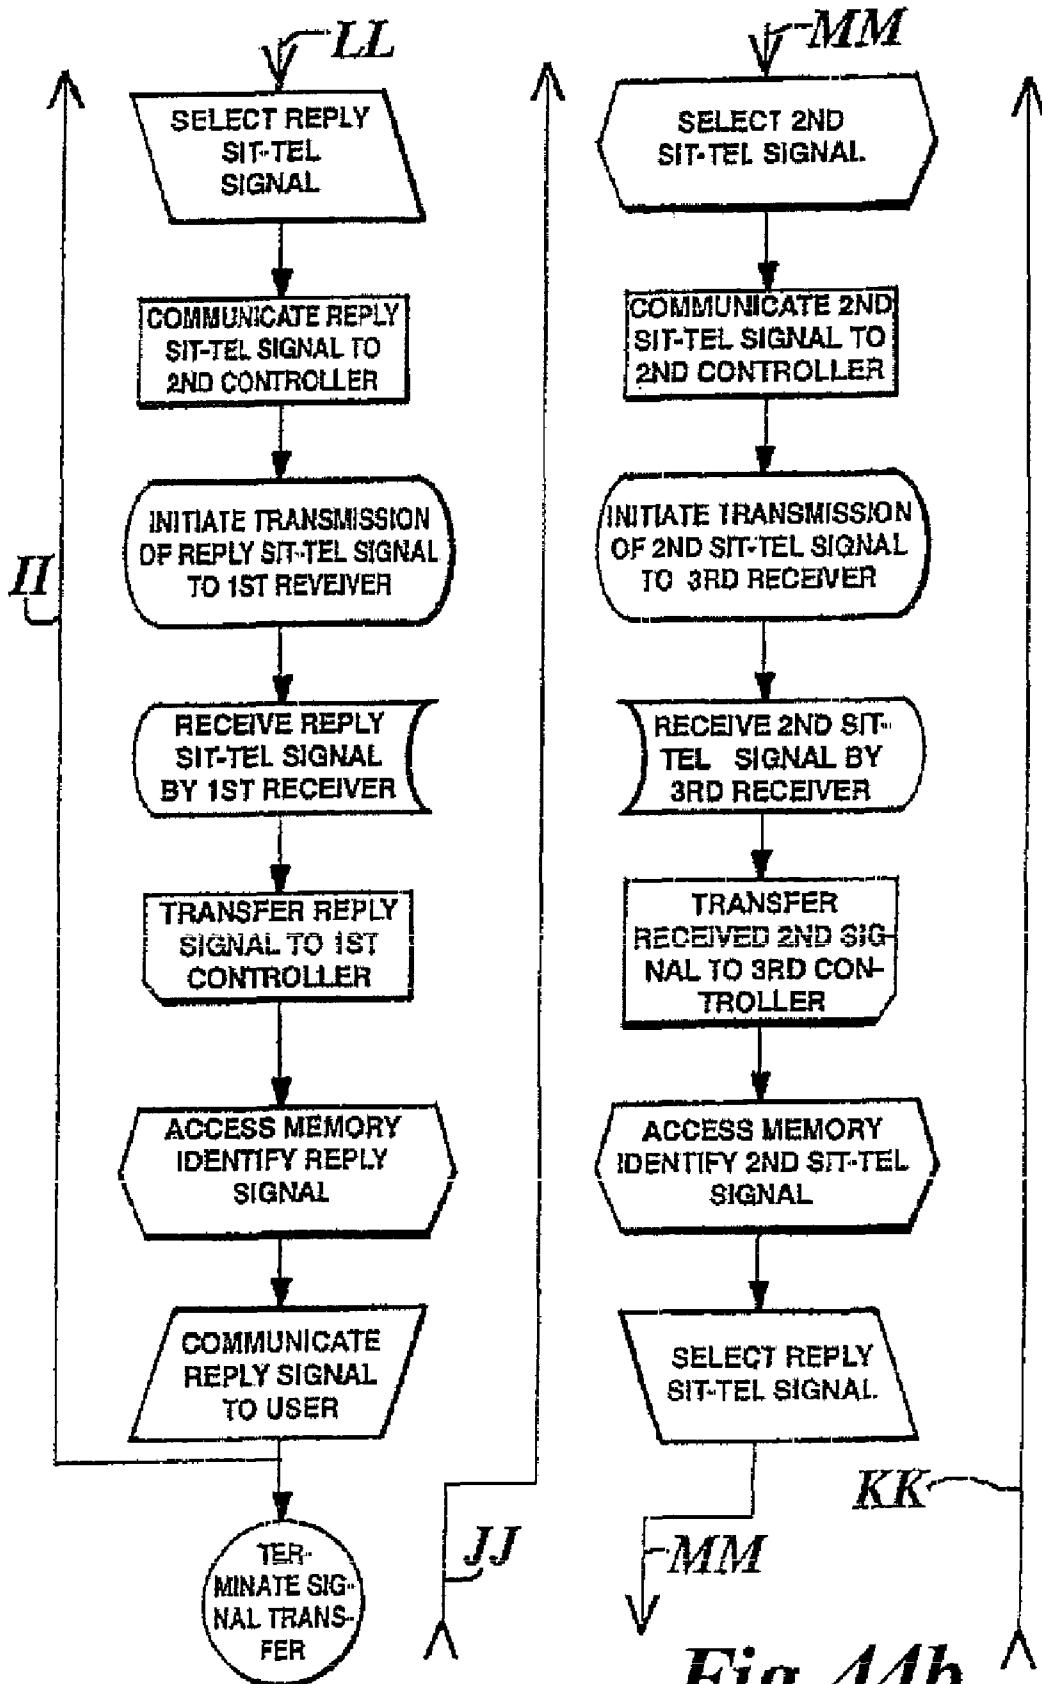 LL
SELECT REPLY
SIT-TEL
SIGNAL
COMMUNICATE REPLY
SIT-TEL SIGNAL TO
2ND CONTROLLER
INITIATE TRANSMISSION
OF REPLY SIT-TEL SIGNAL
TO 1ST REVEIVER
II
RECEIVE REPLY
SIT-TEL SIGNAL
BY 1ST RECEIVER
TRANSFER REPLY
SIGNAL TO 1ST
CONTROLLER
ACCESS MEMORY
IDENTIFY REPLY
SIGNAL
COMMUNICATE
REPLY SIGNAL
TO USER
TER-
MINATE SIG-
NAL TRANS-
FER
JJ
MM
SELECT 2ND
SIT-TEL SIGNAL
COMMUNICATE 2ND
SIT-TEL SIGNAL TO
2ND CONTROLLER
INITIATE TRANSMISSION
OF 2ND SIT-TEL SIGNAL
TO 3RD RECEIVER
RECEIVE 2ND SIT-
TEL SIGNAL BY
3RD RECEIVER
TRANSFER
RECEIVED 2ND SIG-
NAL TO 3RD CON-
TROLLER
ACCESS MEMORY
IDENTIFY 2ND SIT-TEL
SIGNAL
SELECT REPLY
SIT-TEL SIGNAL
KK
MM
Fig 44b